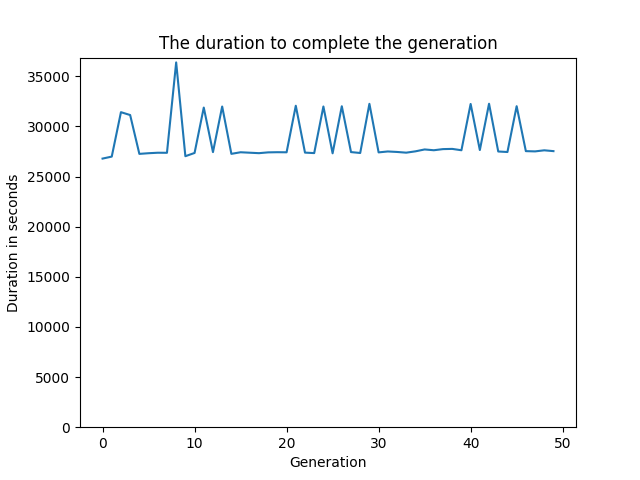 The duration to complete the generation
35000
30000
25000
20000
15000
10000
5000
0
Duration in seconds
0 10 20 30 40 50
Generation